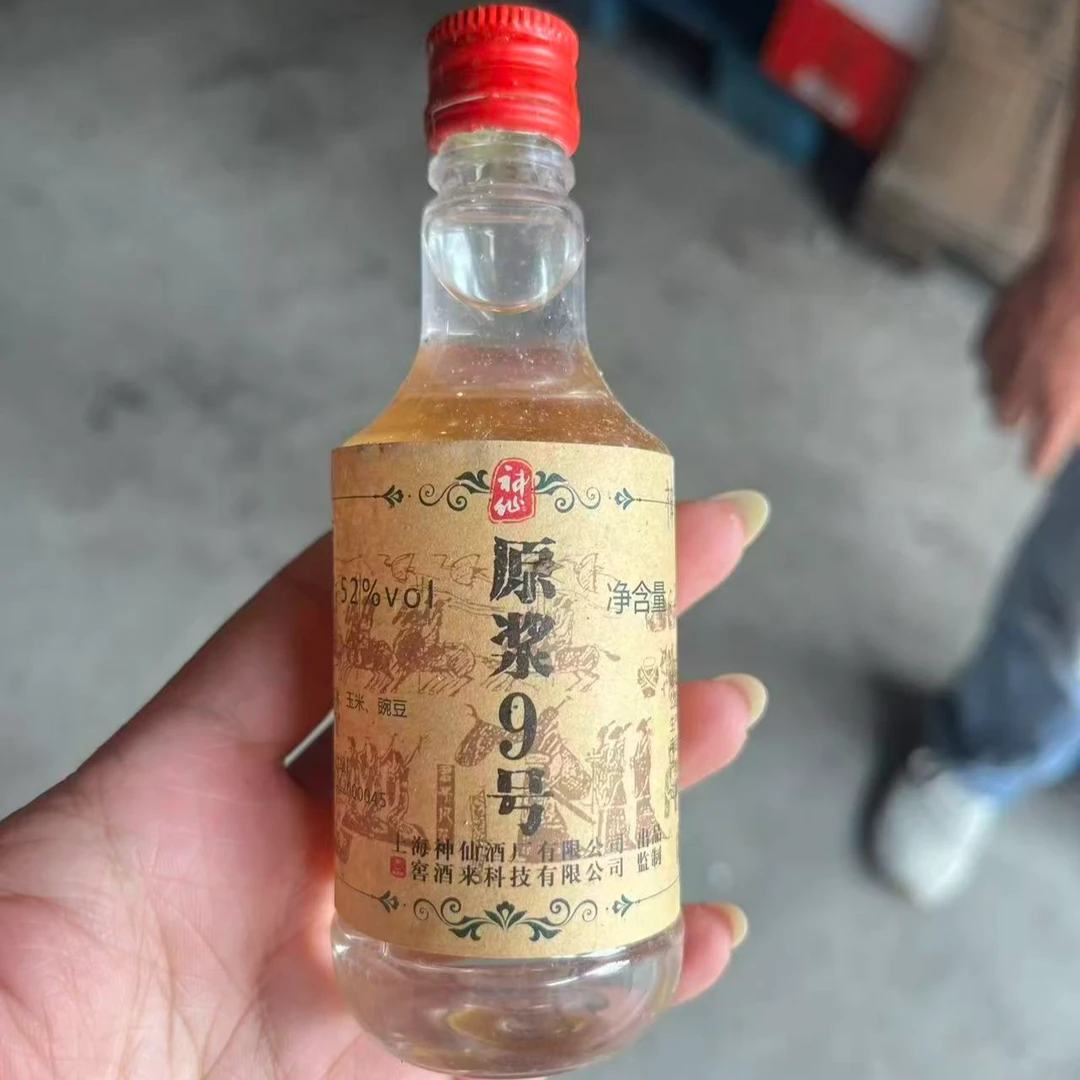 神仙
原浆9号
52%vol
净含量
玉米、豌豆
000045
上海神仙酒厂有限公司 出品
窖酒来科技有限公司 监制